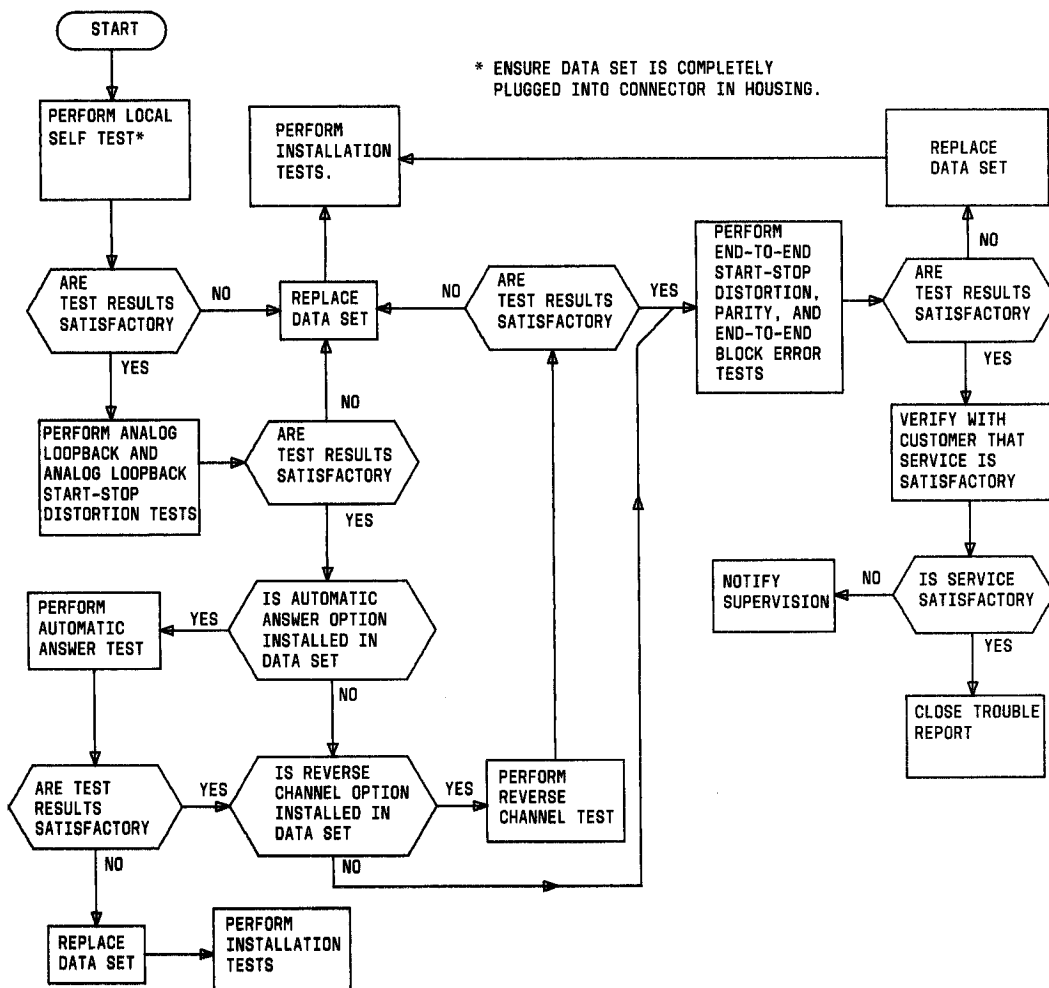 START
* ENSURE DATA SET IS COMPLETELY
PLUGGED INTO CONNECTOR IN HOUSING.
PERFORM LOCAL
SELF TEST*
PERFORM
INSTALLATION
TESTS.
REPLACE
DATA SET
NO
ARE
TEST RESULTS
SATISFACTORY
NO
YES
REPLACE
DATA SET
NO
NO
ARE
TEST RESULTS
SATISFACTORY
YES
PERFORM
END-TO-END
START-STOP
DISTORTION,
PARITY, AND
END-TO-END
BLOCK ERROR
TESTS
ARE
TEST RESULTS
SATISFACTORY
YES
PERFORM ANALOG
LOOPBACK AND
ANALOG LOOPBACK
START-STOP
DISTORTION TESTS
ARE
TEST RESULTS
SATISFACTORY
YES
VERIFY WITH
CUSTOMER THAT
SERVICE IS
SATISFACTORY
PERFORM
AUTOMATIC
ANSWER TEST
YES
IS AUTOMATIC
ANSWER OPTION
INSTALLED IN
DATA SET
NO
NOTIFY
SUPERVISION
NO
IS SERVICE
SATISFACTORY
YES
CLOSE TROUBLE
REPORT
ARE TEST
RESULTS
SATISFACTORY
YES
NO
IS REVERSE
CHANNEL OPTION
INSTALLED IN
DATA SET
YES
NO
PERFORM
REVERSE
CHANNEL TEST
REPLACE
DATA SET
PERFORM
INSTALLATION
TESTS